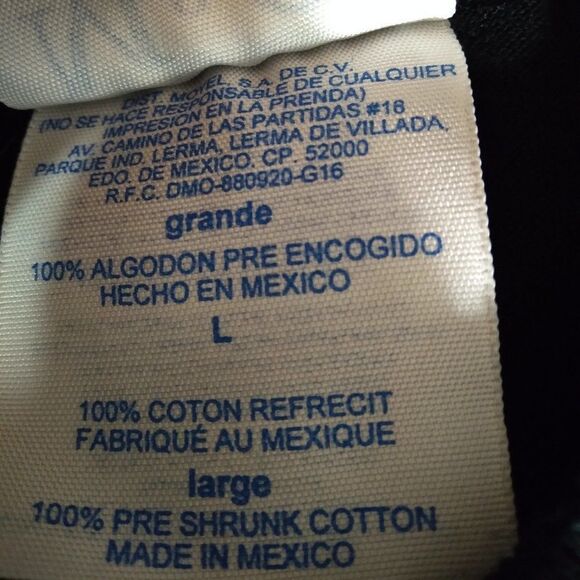 DIST. MOVEL, S.A. DE C.V.
(NO SE HACE RESPONSABLE DE CUALQUIER
IMPRESION EN LA PRENDA)
AV. CAMINO DE LAS PARTIDAS #18
PARQUE IND. LERMA, LERMA DE VILLADA,
EDO. DE MEXICO. CP. 52000
R.F.C. DMO-880920-G16
grande
100% ALGODON PRE ENCOGIDO
HECHO EN MEXICO
L
100% COTON REFRECIT
FABRIQUÉ AU MEXIQUE
large
100% PRE SHRUNK COTTON
MADE IN MEXICO